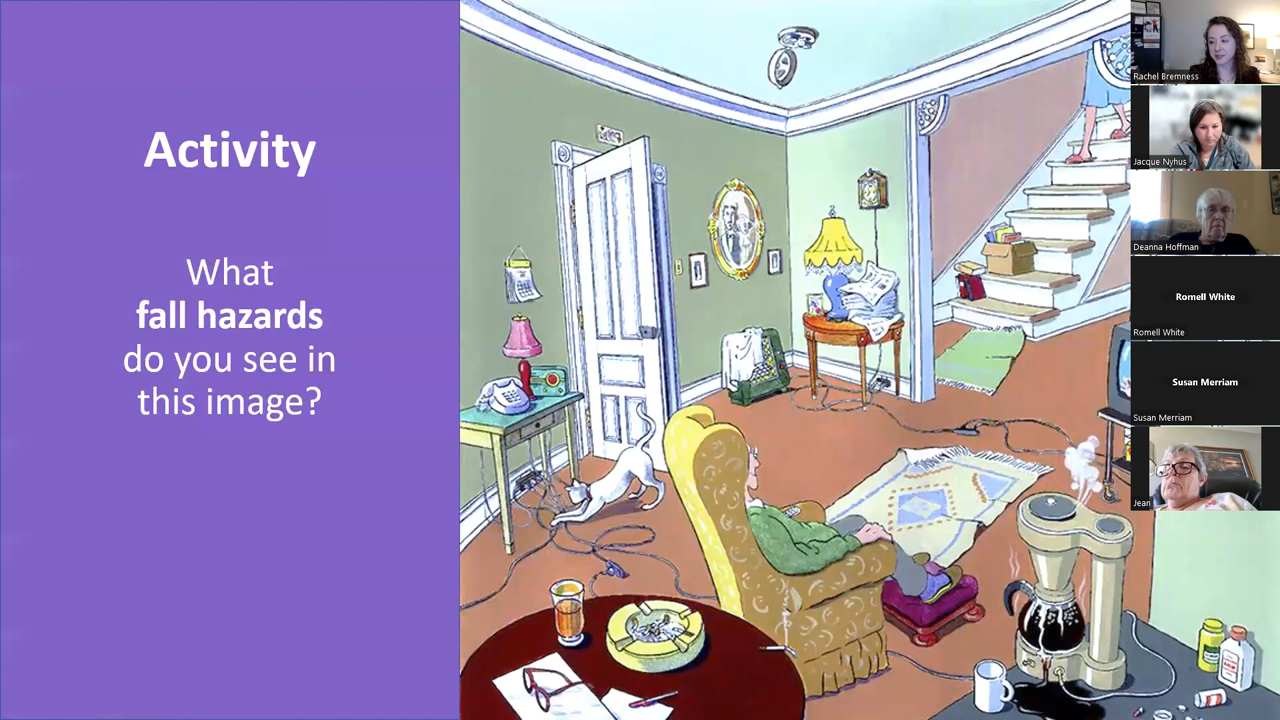 Activity
What
fall hazards
do you see in
this image?
Rachel Bremness
Jacque Nyhus
Deanna Hoffman
Romell White
Romell White
Susan Merriam
Susan Merriam
Jean